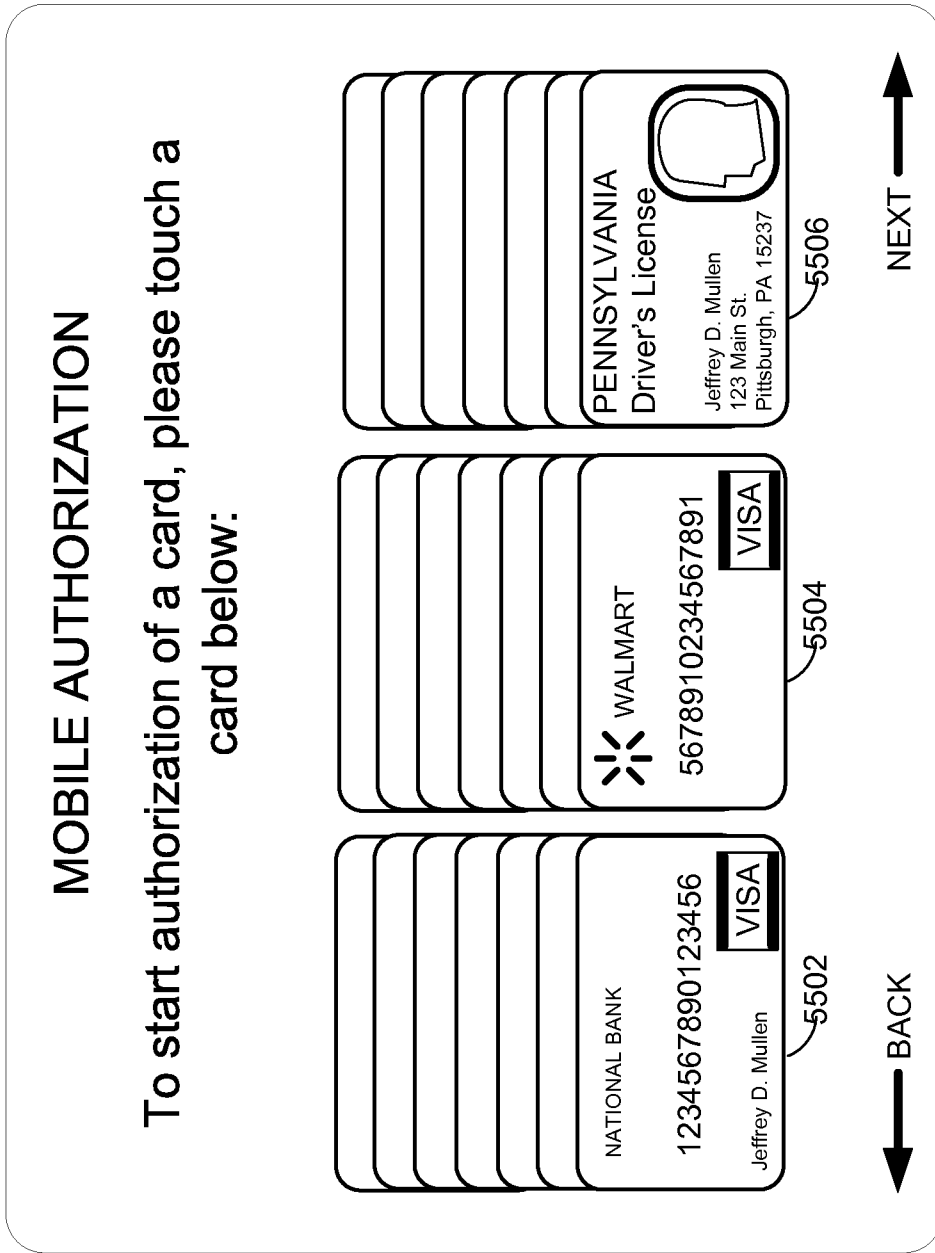 MOBILE AUTHORIZATION
To start authorization of a card, please touch a
card below:
NATIONAL BANK
1234567890123456
Jeffrey D. Mullen
VISA
5502
WALMART
5678910234567891
VISA
5504
PENNSYLVANIA
Driver's License
Jeffrey D. Mullen
123 Main St.
Pittsburgh, PA 15237
5506
BACK
NEXT